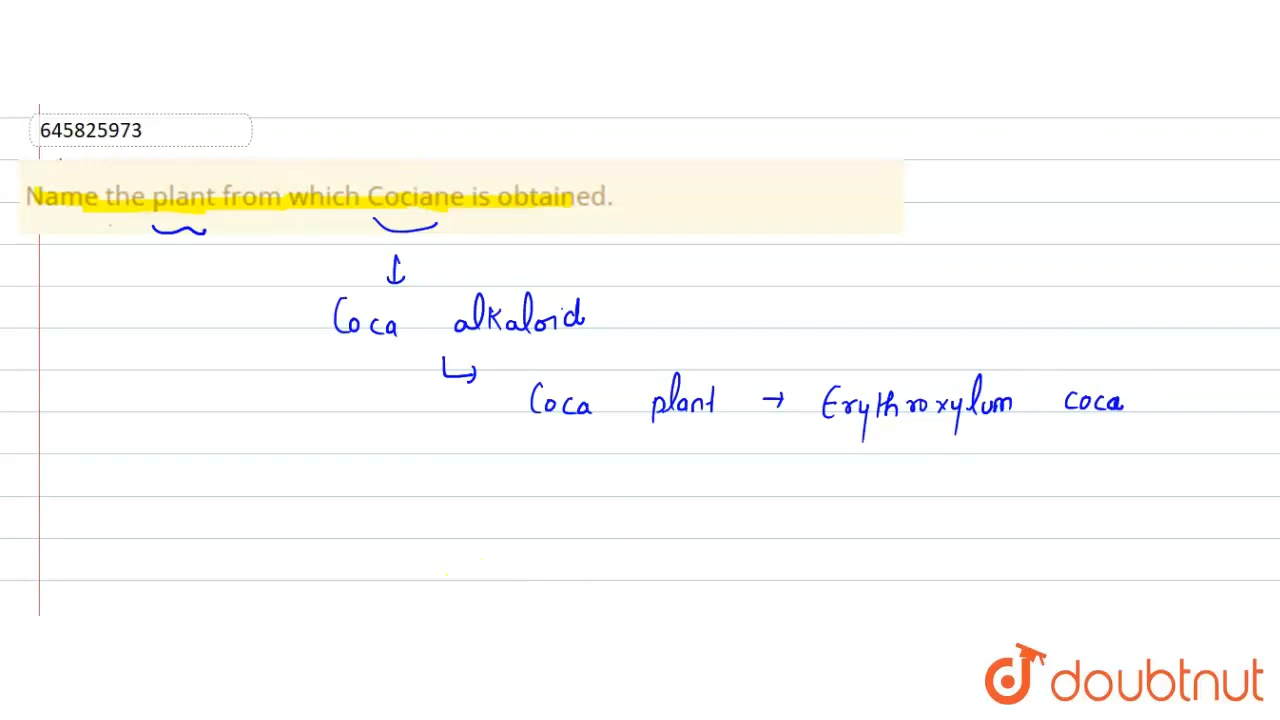 645825973
Name the plant from which Cociane is obtained.
↓
Coca alkaloid
↳ Coca plant → Erythroxylum coca
doubtnut